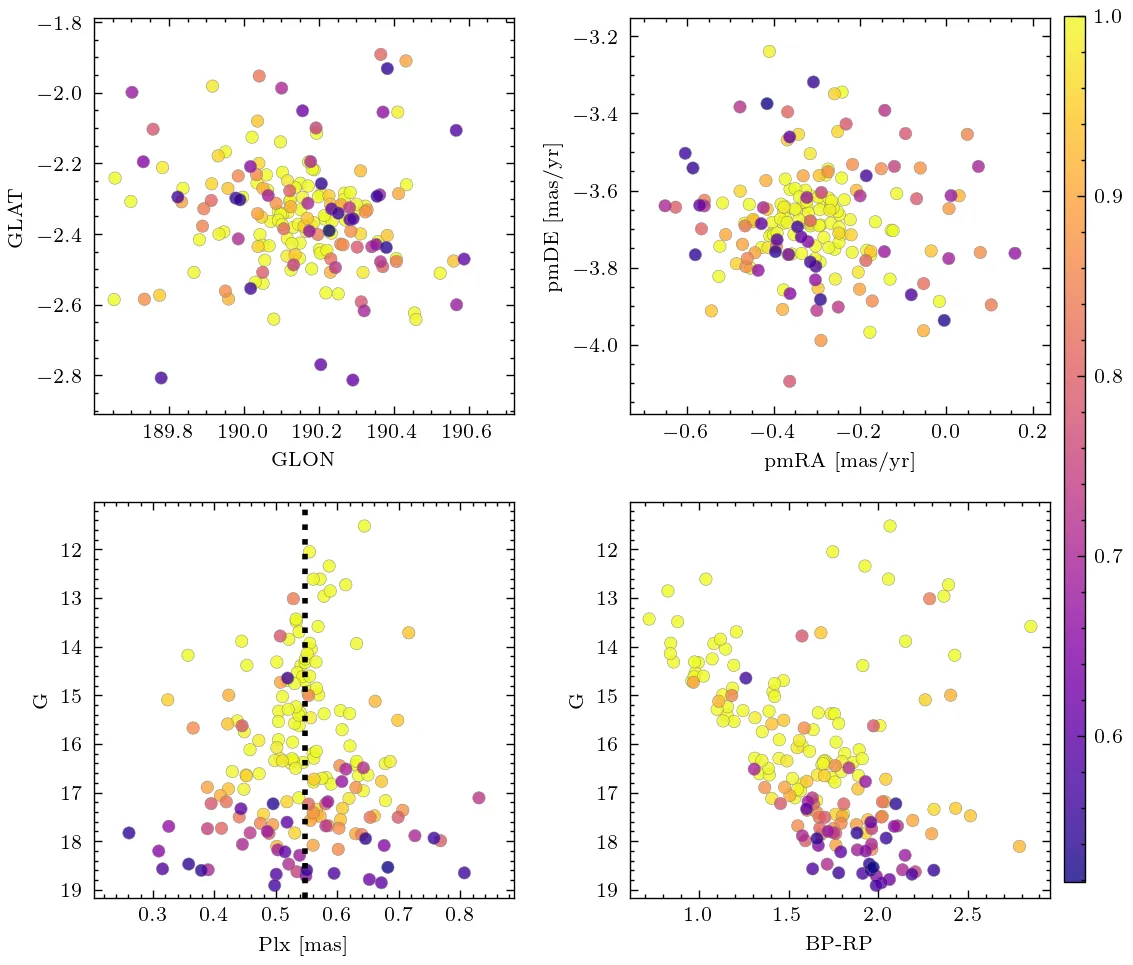 −1.8
−2.0
−2.2
−2.4
−2.6
−2.8
GLAT
189.8 190.0 190.2 190.4 190.6
GLON
−3.2
−3.4
−3.6
−3.8
−4.0
pmDE [mas/yr]
−0.6 −0.4 −0.2 0.0 0.2
pmRA [mas/yr]
12
13
14
15
16
17
18
19
G
0.3 0.4 0.5 0.6 0.7 0.8
Plx [mas]
12
13
14
15
16
17
18
19
G
1.0 1.5 2.0 2.5
BP-RP
1.0
0.9
0.8
0.7
0.6